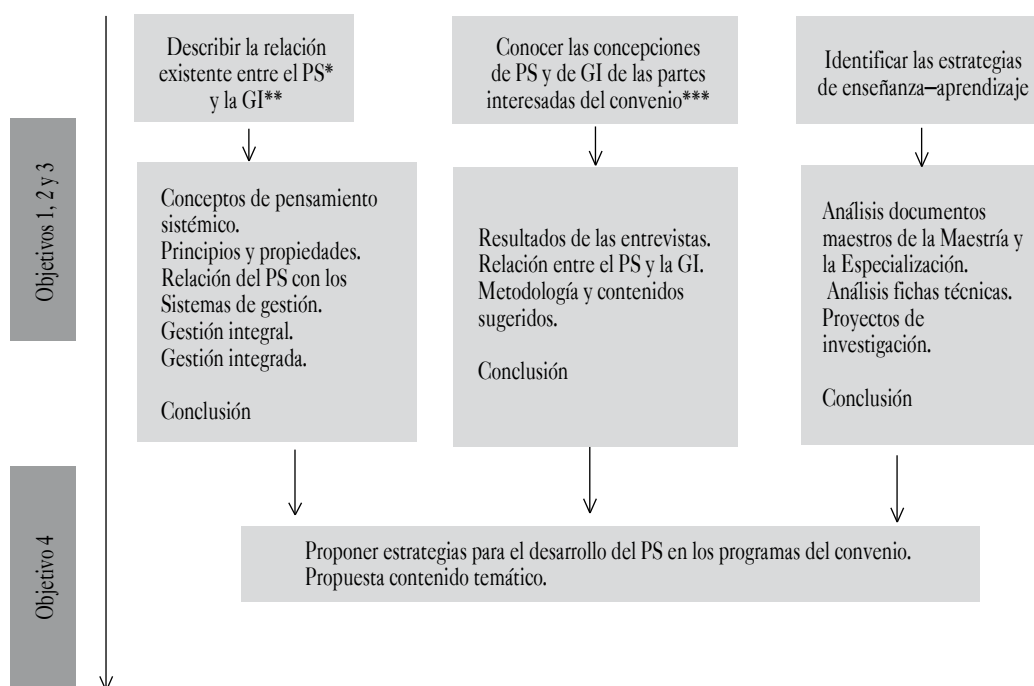 Describir la relación
existente entre el PS*
y la GI**
Conocer las concepciones
de PS y de GI de las partes
interesadas del convenio***
Identificar las estrategias
de enseñanza–aprendizaje
Objetivos 1, 2 y 3
Conceptos de pensamiento
sistémico.
Principios y propiedades.
Relación del PS con los
Sistemas de gestión.
Gestión integral.
Gestión integrada.
Conclusión
Resultados de las entrevistas.
Relación entre el PS y la GI.
Metodología y contenidos
sugeridos.
Conclusión
Análisis documentos
maestros de la Maestría y
la Especialización.
Análisis fichas técnicas.
Proyectos de
investigación.
Conclusión
Objetivo 4
Proponer estrategias para el desarrollo del PS en los programas del convenio.
Propuesta contenido temático.